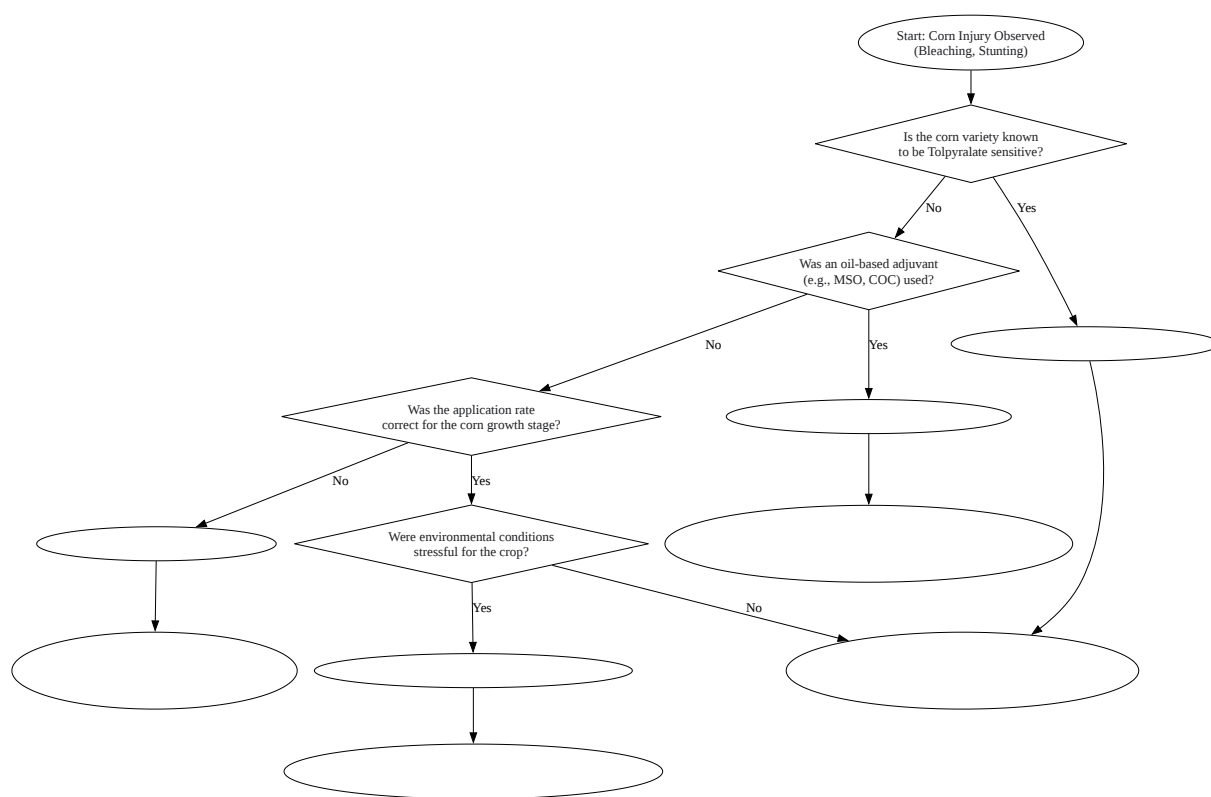 Start: Corn Injury Observed
(Bleaching, Stunting)
Is the corn variety known
to be Tolpyralate sensitive?
No
Yes
Was an oil-based adjuvant
(e.g., MSO, COC) used?
No
Yes
Was the application rate
correct for the corn growth stage?
No
Yes
Were environmental conditions
stressful for the crop?
Yes
No